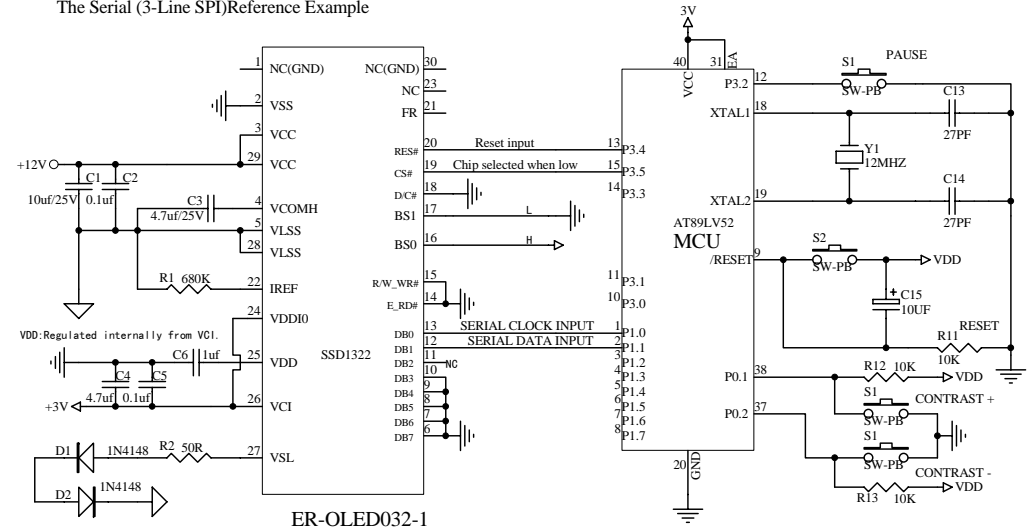 The Serial (3-Line SPI)Reference Example
3V
1 NC(GND) NC(GND) 30
2 VSS NC 23
3 VCC FR 21
29 VCC RES# 20 Reset input 13 P3.4
+12V
CS# 19 Chip selected when low 15 P3.5
D/C# 18 14 P3.3
C1 C2
10uf/25V 0.1uf
C3
4.7uf/25V
4 VCOMH BS1 17 L
5 VLSS
28 VLSS BS0 16 H
R1 680K
22 IREF R/W_WR# 15 11 P3.1
E_RD# 14 10 P3.0
24 VDDI0
DB0 13 SERIAL CLOCK INPUT 1 P1.0
VDD:Regulated internally from VCI.
DB1 12 SERIAL DATA INPUT 2 P1.1
C6 1uf
25 VDD SSD1322 DB2 11 NC 3 P1.2
DB3 10 4 P1.3
C4 C5
4.7uf 0.1uf
DB4 9 5 P1.4
+3V
26 VCI DB5 8 6 P1.5
DB6 7 7 P1.6
DB7 6 8 P1.7
D1 1N4148 R2 50R 27 VSL
D2 1N4148
ER-OLED032-1
40 31 EA
VCC
P3.2 12
S1 PAUSE
SW-PB
XTAL1 18
C13
27PF
Y1
12MHZ
XTAL2 19
C14
27PF
AT89LV52
MCU
/RESET 9
S2
SW-PB
VDD
C15
+
10UF
R11 RESET
10K
P0.1 38
R12 10K VDD
S1 CONTRAST +
SW-PB
P0.2 37
S1
SW-PB CONTRAST -
R13 10K VDD
20 GND